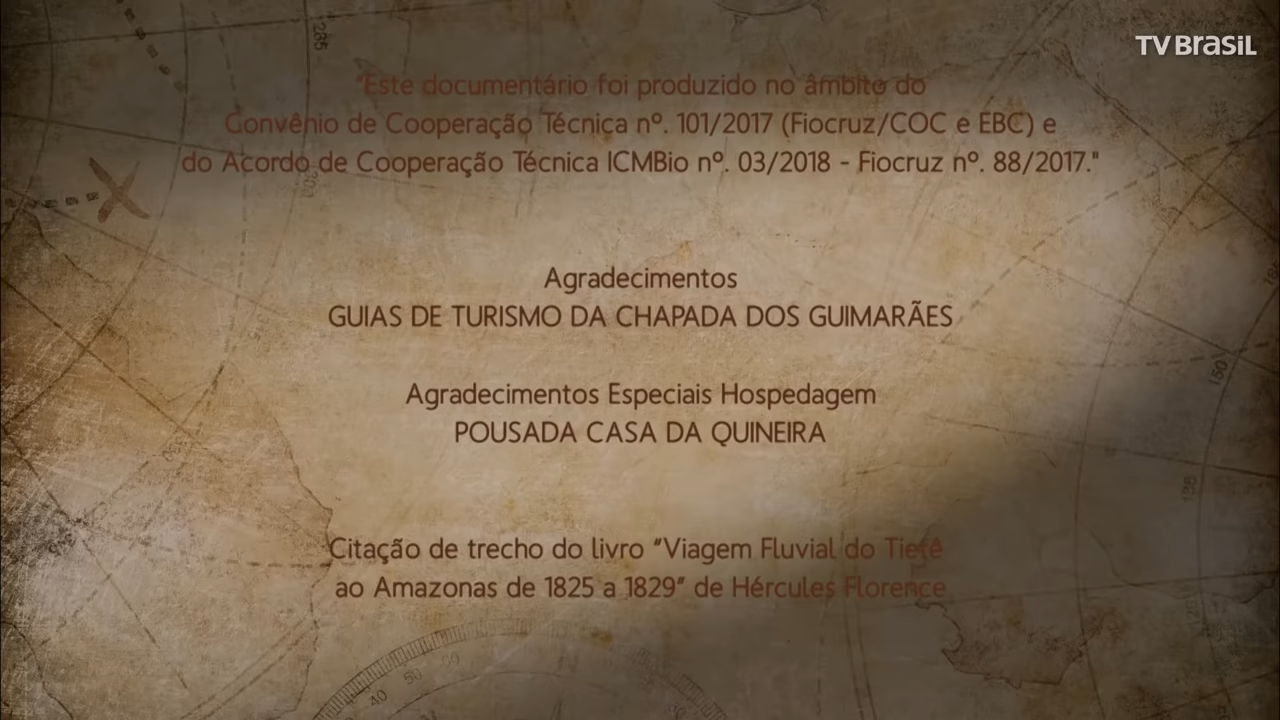 TV BRASIL
"Este documentário foi produzido no âmbito do
Convênio de Cooperação Técnica nº. 101/2017 (Fiocruz/COC e EBC) e
do Acordo de Cooperação Técnica ICMBio nº. 03/2018 - Fiocruz nº. 88/2017."
Agradecimentos
GUIAS DE TURISMO DA CHAPADA DOS GUIMARÃES
Agradecimentos Especiais Hospedagem
POUSADA CASA DA QUINEIRA
Citação de trecho do livro "Viagem Fluvial do Tietê
ao Amazonas de 1825 a 1829" de Hércules Florence
150
40
50